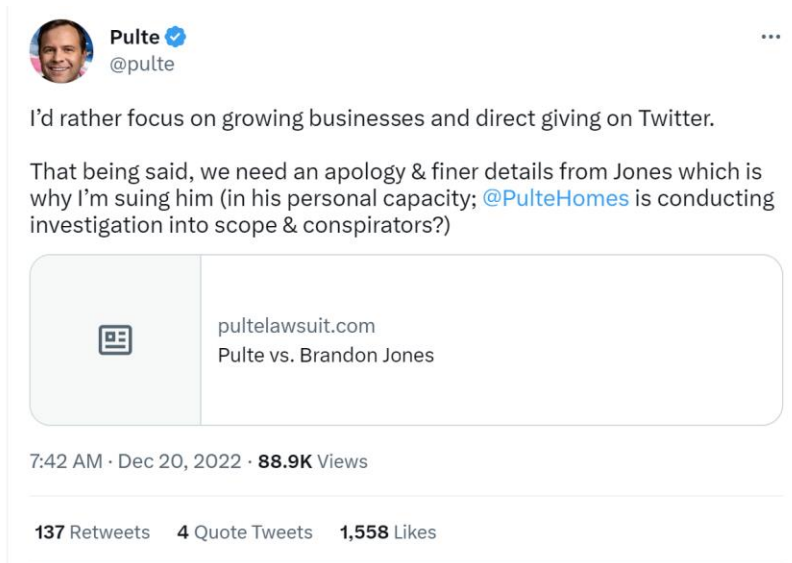 Pulte
@pulte
I’d rather focus on growing businesses and direct giving on Twitter.
That being said, we need an apology & finer details from Jones which is
why I’m suing him (in his personal capacity; @PulteHomes is conducting
investigation into scope & conspirators?)
pultelawsuit.com
Pulte vs. Brandon Jones
7:42 AM · Dec 20, 2022 · 88.9K Views
137 Retweets 4 Quote Tweets 1,558 Likes